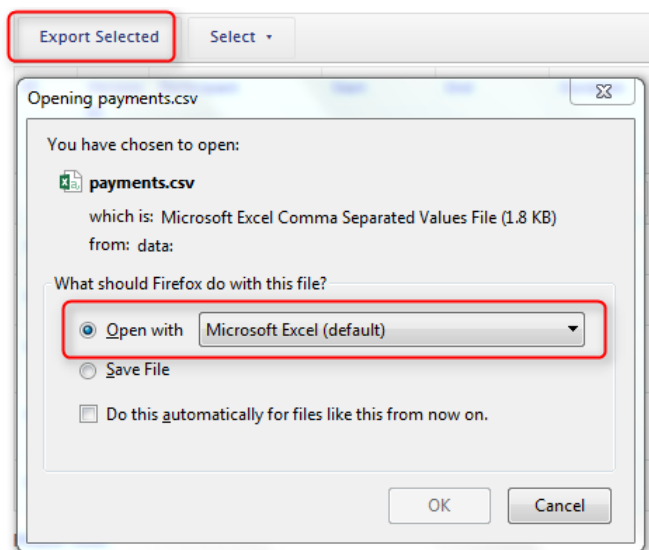 Export Selected Select
Opening payments.csv
You have chosen to open:
payments.csv
which is: Microsoft Excel Comma Separated Values File (1.8 KB)
from: data:
What should Firefox do with this file?
Open with Microsoft Excel (default)
Save File
Do this automatically for files like this from now on.
OK Cancel